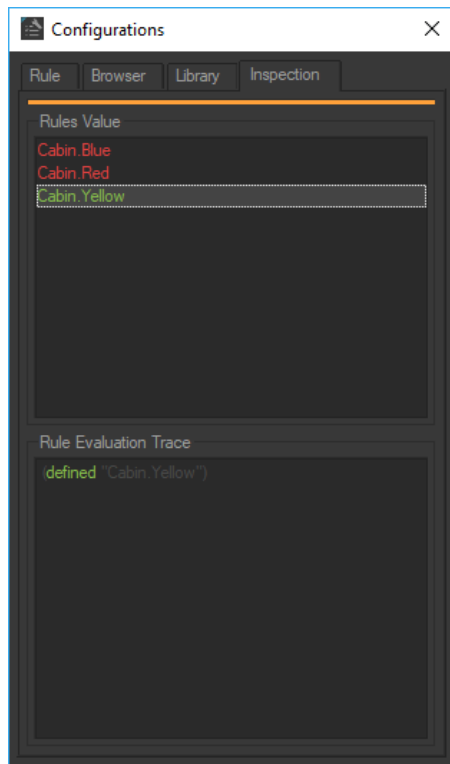 Configurations
Rule Browser Library Inspection
Rules Value
Cabin.Blue
Cabin.Red
Cabin.Yellow
Rule Evaluation Trace
(defined "Cabin.Yellow")